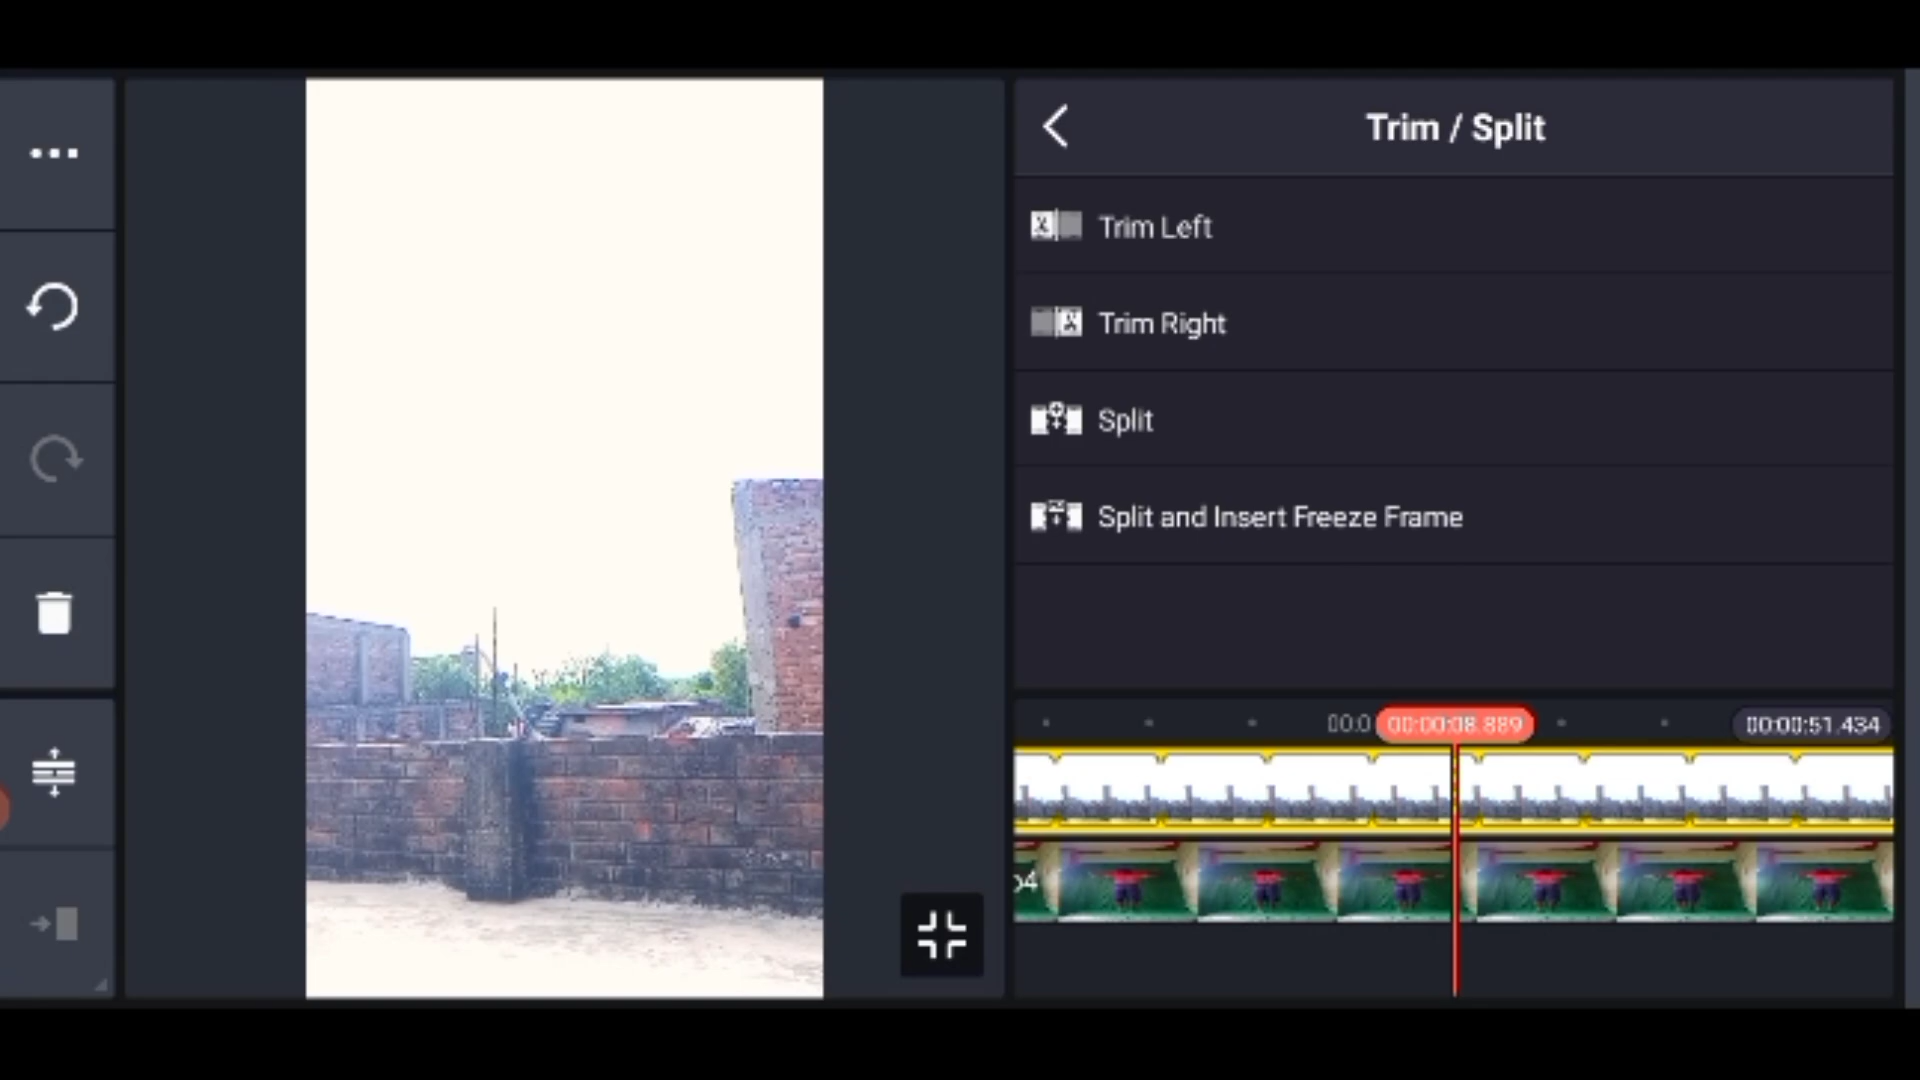 Trim / Split
Trim Left
Trim Right
Split
Split and Insert Freeze Frame
00:0 00:00:08.889 00:00:51.434
p4